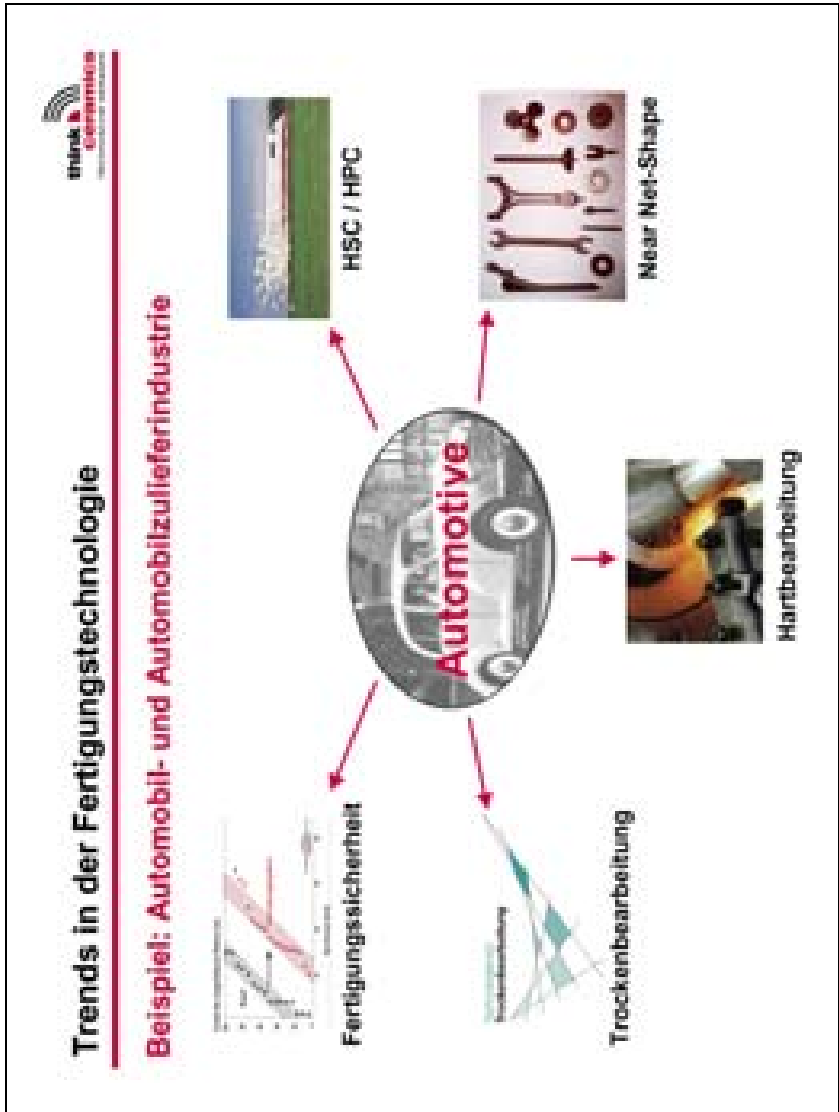 Trends in der Fertigungstechnologie
think
ceramics
Beispiel: Automobil- und Automobilzulieferindustrie
Fertigungssicherheit
HSC / HPC
Automotive
Trockenbearbeitung
Trockenbearbeitung
Hartbearbeitung
Near Net-Shape